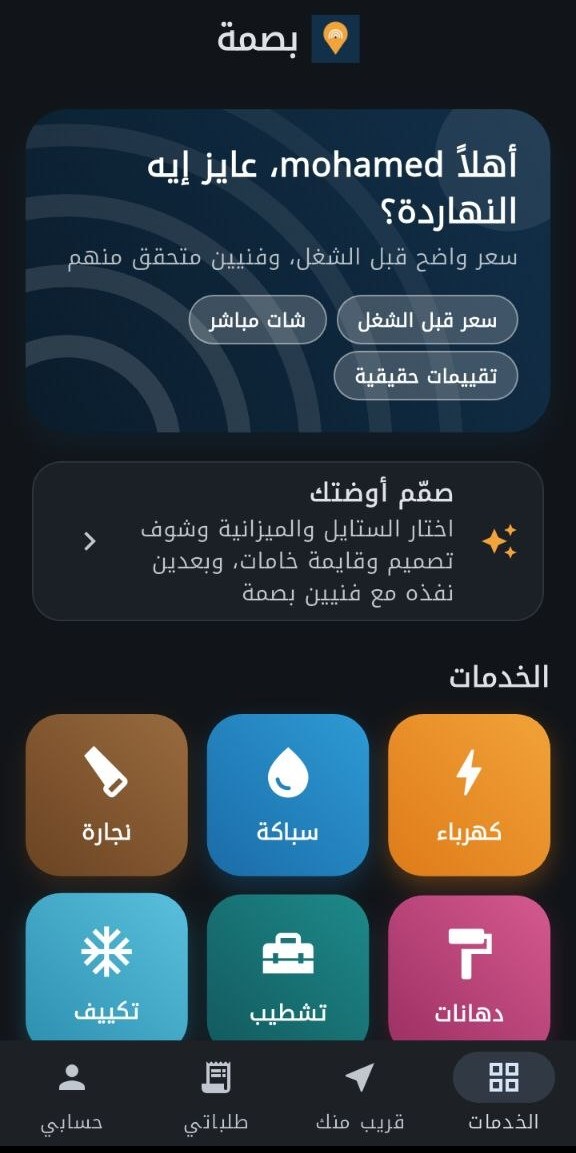 بصمة
أهلاً mohamed، عايز إيه
النهاردة؟
سعر واضح قبل الشغل، وفنيين متحقق منهم
سعر قبل الشغل
شات مباشر
تقييمات حقيقية
صمّم أوضتك
اختار الستايل والميزانية وشوف
تصميم وقايمة خامات، وبعدين
نفذه مع فنيين بصمة
الخدمات
كهرباء
سباكة
نجارة
دهانات
تشطيب
تكييف
الخدمات
قريب منك
طلباتي
حسابي